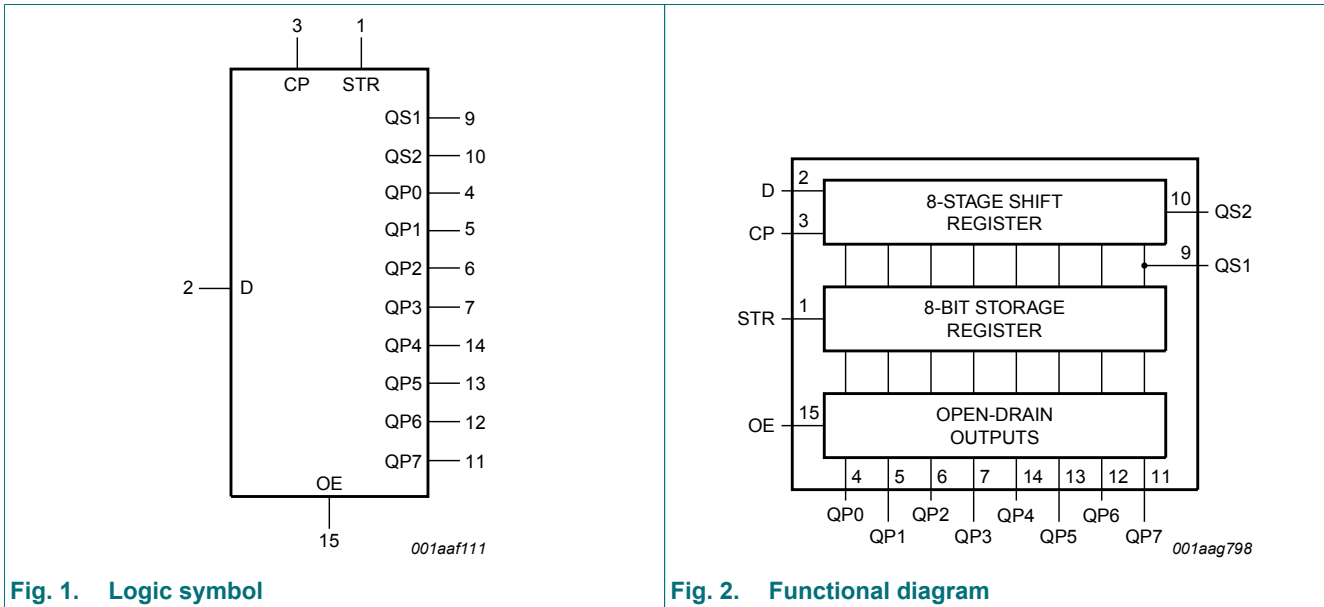 3 1
CP STR
QS1 9
QS2 10
QP0 4
QP1 5
QP2 6
QP3 7
2 D
QP4 14
QP5 13
QP6 12
QP7 11
OE
15
001aaf111
Fig. 1. Logic symbol
D 2
8-STAGE SHIFT
REGISTER
10 QS2
CP 3
9 QS1
STR 1
8-BIT STORAGE
REGISTER
OE 15
OPEN-DRAIN
OUTPUTS
4 5 6 7 14 13 12 11
QP0 QP2 QP4 QP6
QP1 QP3 QP5 QP7
001aag798
Fig. 2. Functional diagram